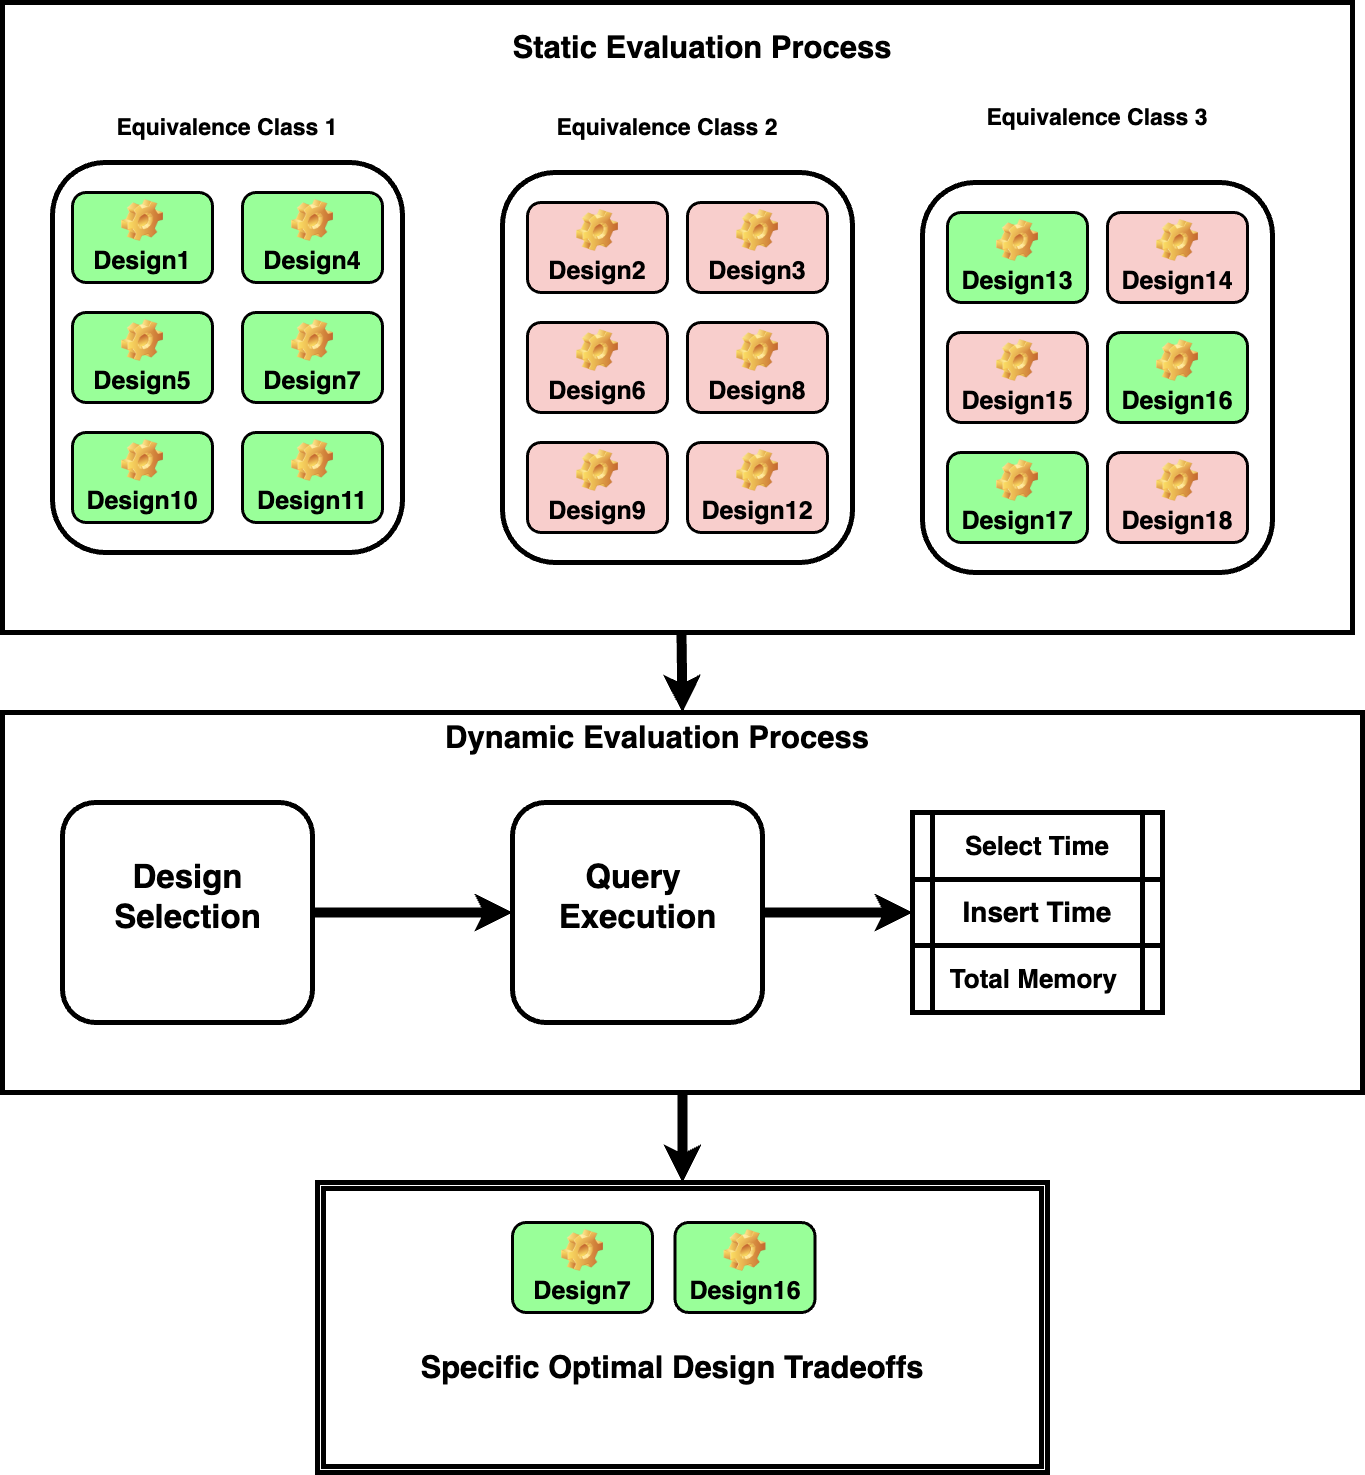 Static Evaluation Process
Equivalence Class 1
Equivalence Class 2
Equivalence Class 3
Design1
Design4
Design5
Design7
Design10
Design11
Design2
Design3
Design6
Design8
Design9
Design12
Design13
Design14
Design15
Design16
Design17
Design18
Dynamic Evaluation Process
Design
Selection
Query
Execution
Select Time
Insert Time
Total Memory
Design7
Design16
Specific Optimal Design Tradeoffs